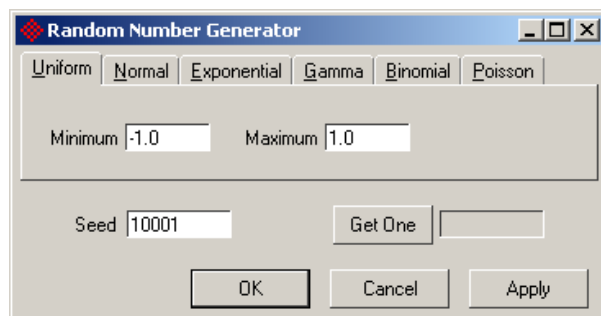 Random Number Generator
Uniform Normal Exponential Gamma Binomial Poisson
Minimum -1.0 Maximum 1.0
Seed 10001 Get One
OK Cancel Apply